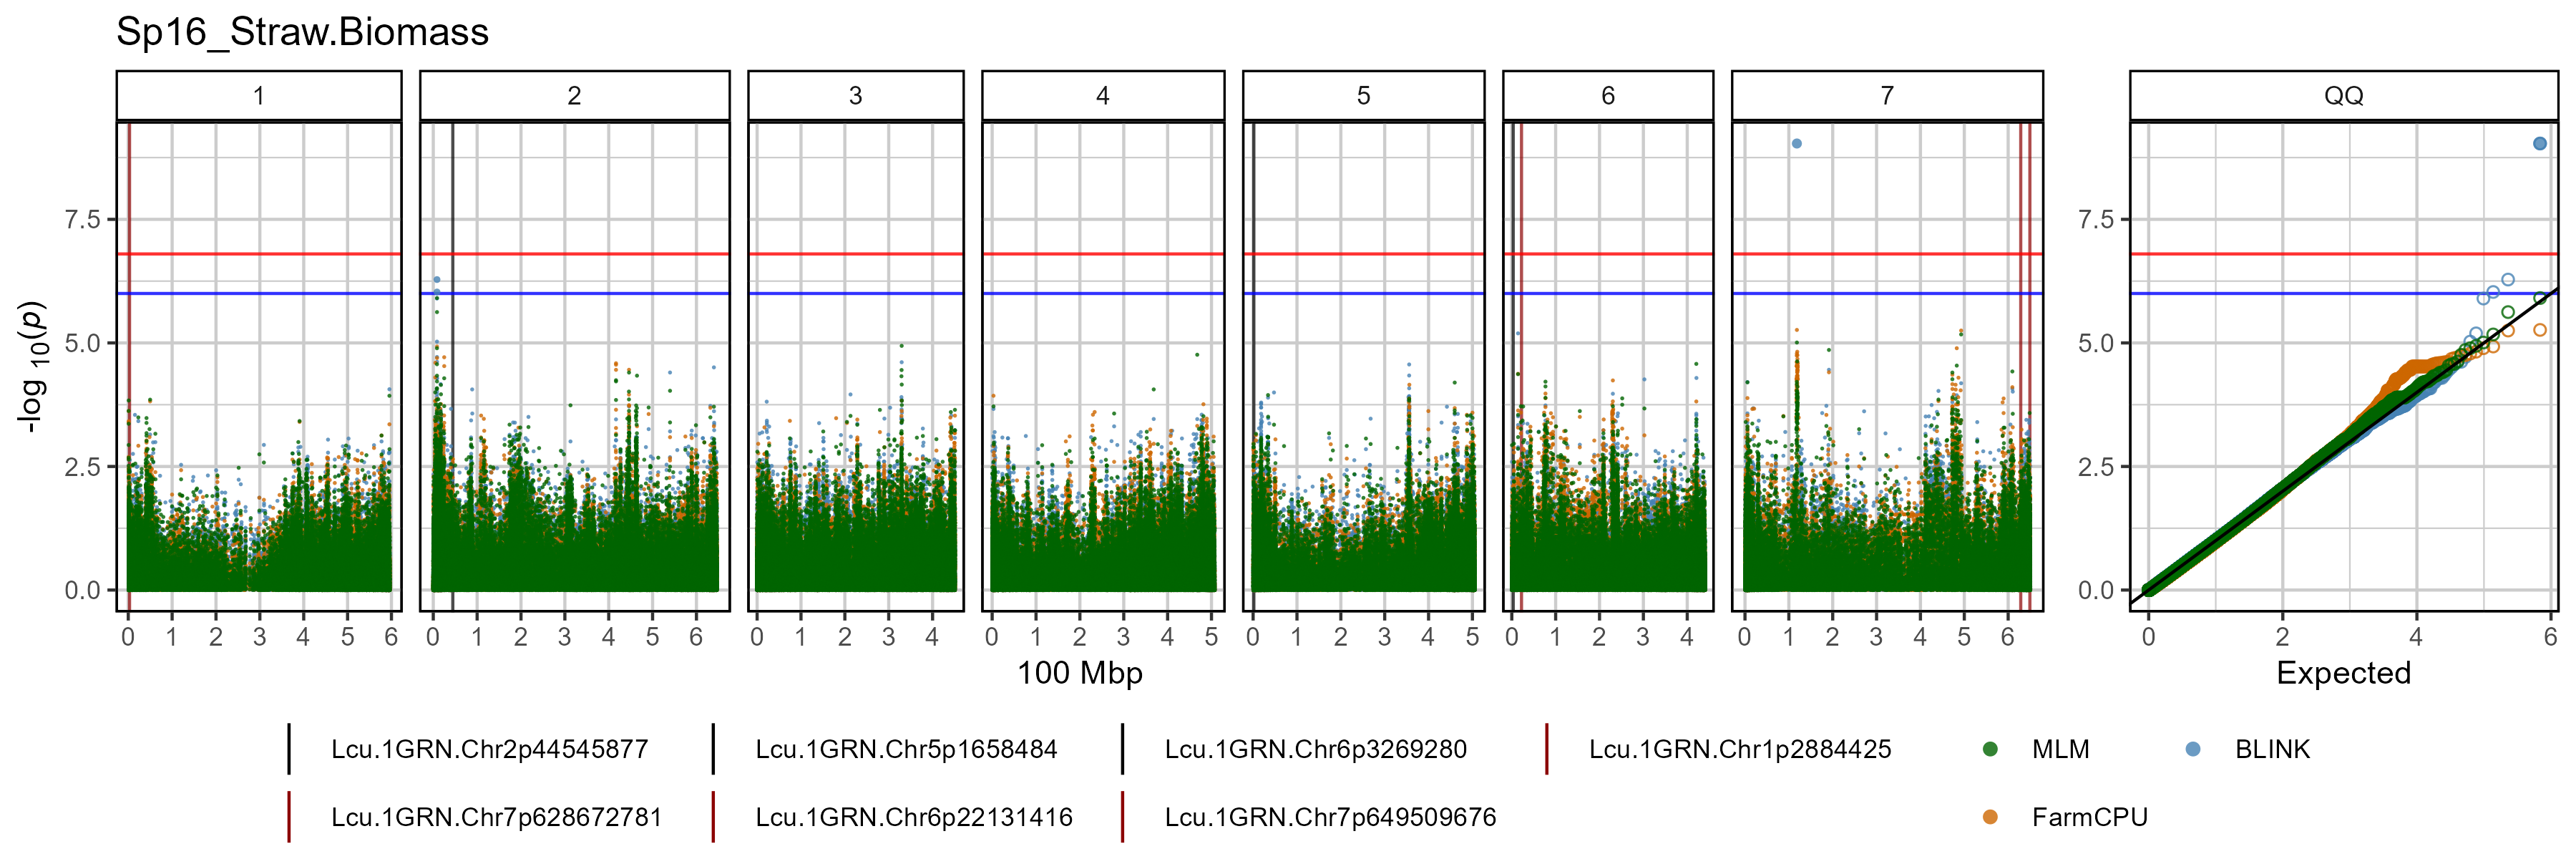 Sp16_Straw.Biomass
1 2 3 4 5 6 7 QQ
-log 10(p)
7.5
5.0
2.5
0.0
7.5
5.0
2.5
0.0
0 1 2 3 4 5 6 0 1 2 3 4 5 6 0 1 2 3 4 0 1 2 3 4 5 0 1 2 3 4 5 0 1 2 3 4 0 1 2 3 4 5 6 0 2 4 6
100 Mbp Expected
Lcu.1GRN.Chr2p44545877 Lcu.1GRN.Chr5p1658484 Lcu.1GRN.Chr6p3269280 Lcu.1GRN.Chr1p2884425 MLM BLINK
Lcu.1GRN.Chr7p628672781 Lcu.1GRN.Chr6p22131416 Lcu.1GRN.Chr7p649509676 FarmCPU